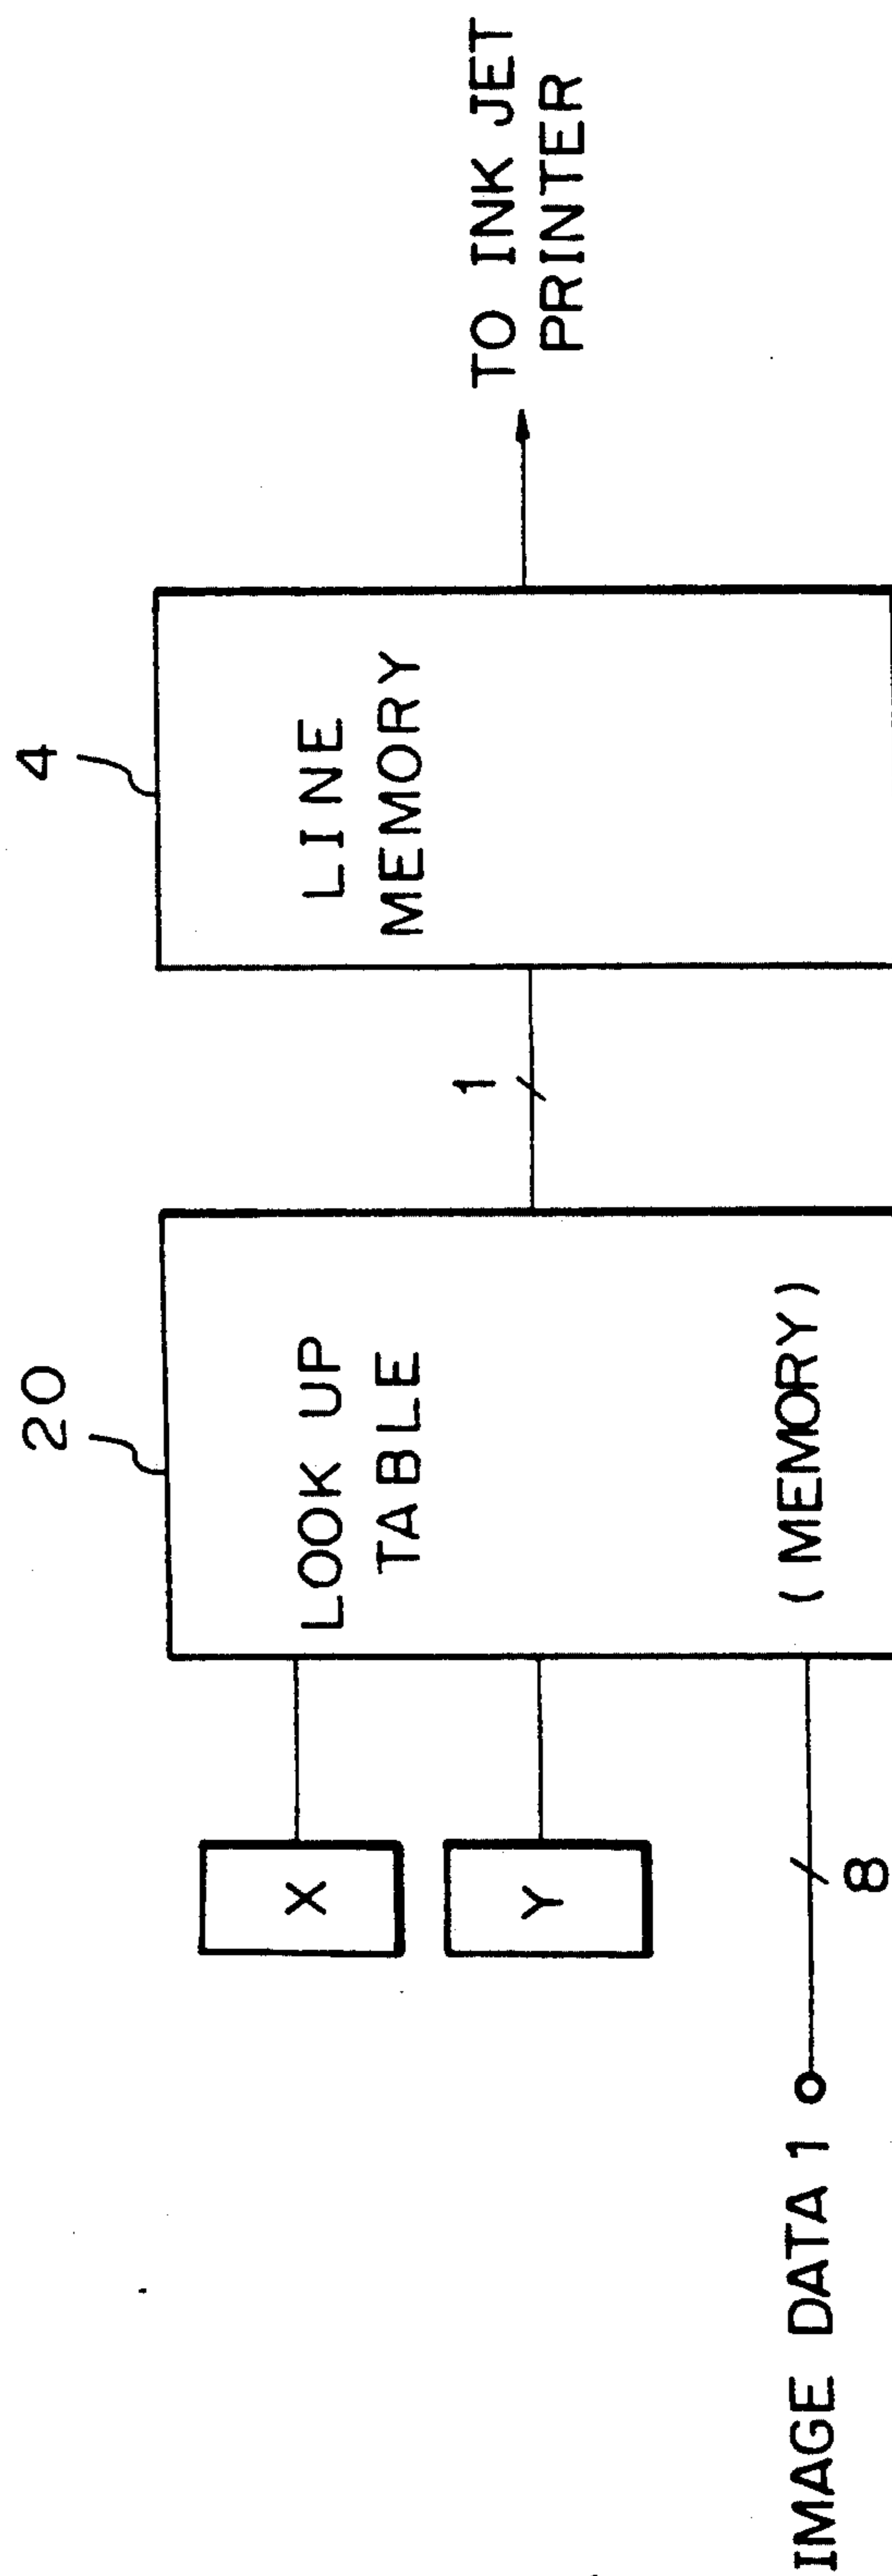 IMAGE DATA 1
8
X
Y
20
LOOK UP
TABLE
(MEMORY)
1
4
LINE
MEMORY
TO INK JET
PRINTER